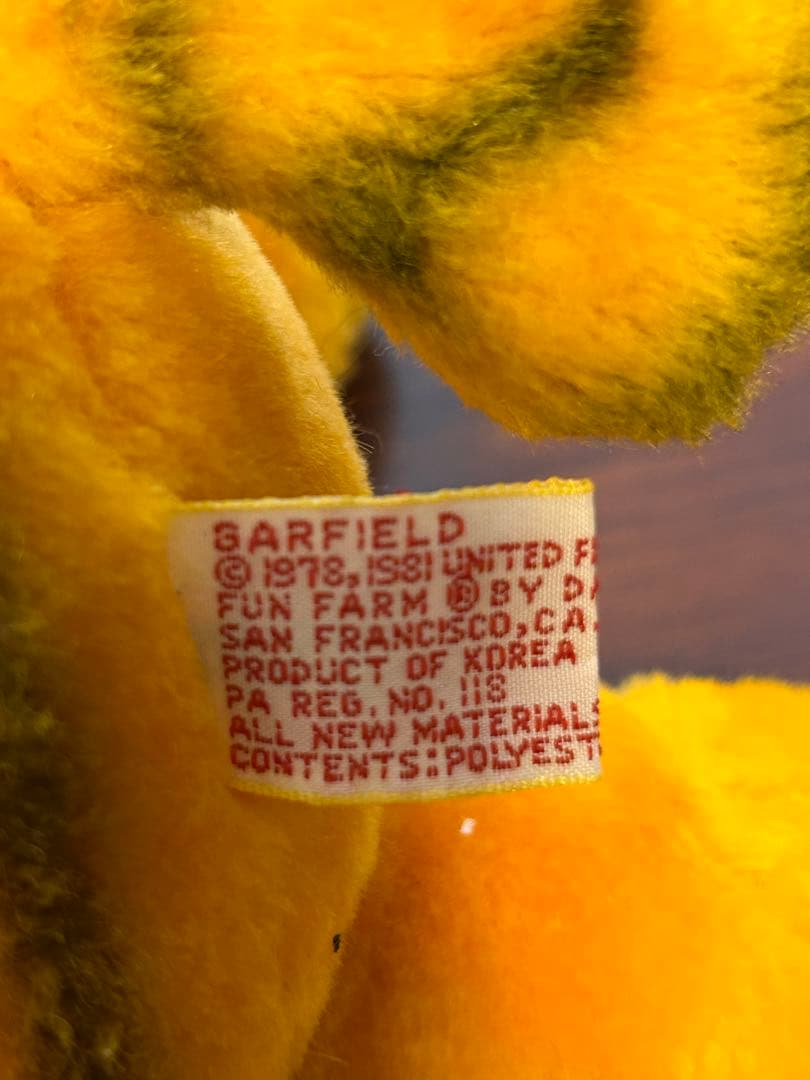 GARFIELD
© 1978, 1981 UNITED
FUN FARM ® BY
SAN FRANCISCO, CA.
PRODUCT OF KOREA
PA REG. NO. 118
ALL NEW MATERIALS
CONTENTS: POLYEST